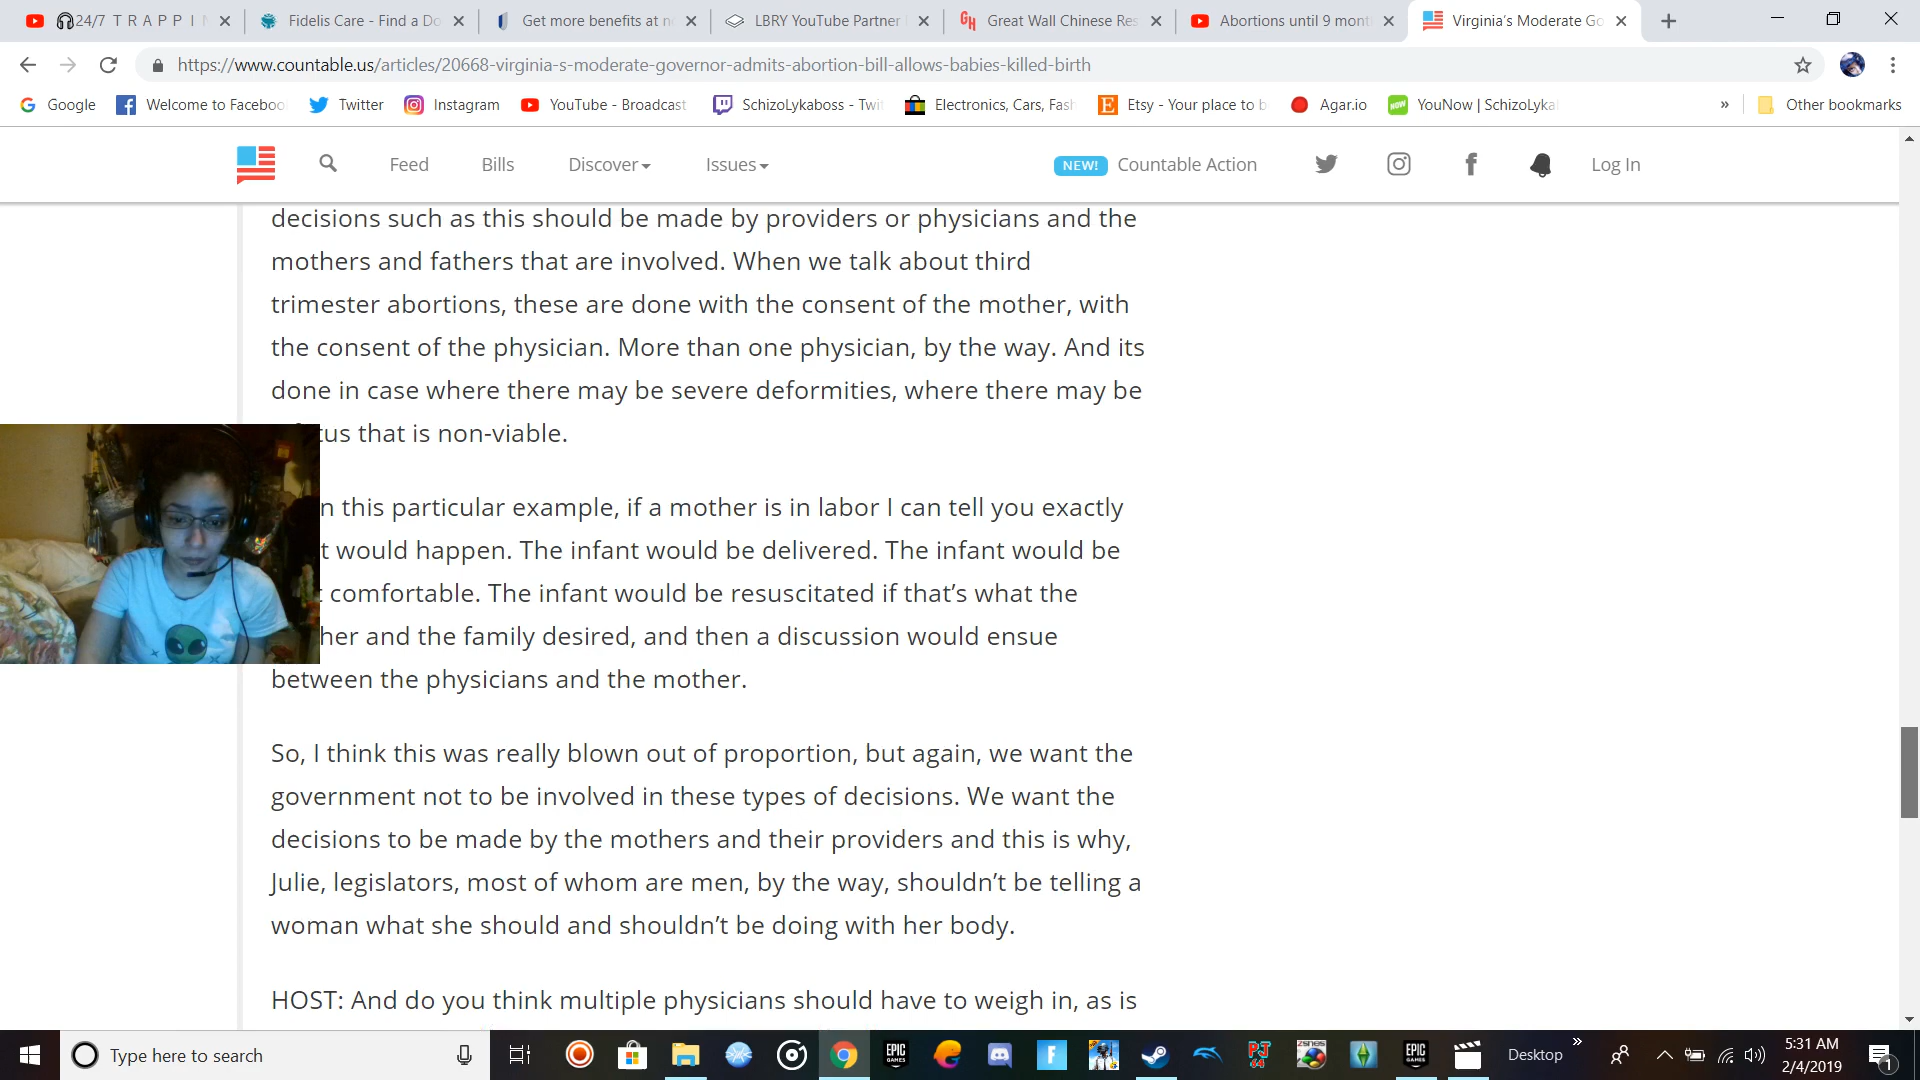 24/7 T R A P P I N
Fidelis Care - Find a Do
Get more benefits at n
LBRY YouTube Partner
Great Wall Chinese Res
Abortions until 9 mont
Virginia's Moderate Go
https://www.countable.us/articles/20668-virginia-s-moderate-governor-admits-abortion-bill-allows-babies-killed-birth
Google
Welcome to Faceboo
Twitter
Instagram
YouTube - Broadcast
SchizoLykaboss - Twit
Electronics, Cars, Fash
Etsy - Your place to b
Agar.io
YouNow | SchizoLyka
»
Other bookmarks
Feed
Bills
Discover
Issues
NEW!
Countable Action
Log In
decisions such as this should be made by providers or physicians and the
mothers and fathers that are involved. When we talk about third
trimester abortions, these are done with the consent of the mother, with
the consent of the physician. More than one physician, by the way. And its
done in case where there may be severe deformities, where there may be
tus that is non-viable.
n this particular example, if a mother is in labor I can tell you exactly
t would happen. The infant would be delivered. The infant would be
comfortable. The infant would be resuscitated if that's what the
her and the family desired, and then a discussion would ensue
between the physicians and the mother.
So, I think this was really blown out of proportion, but again, we want the
government not to be involved in these types of decisions. We want the
decisions to be made by the mothers and their providers and this is why,
Julie, legislators, most of whom are men, by the way, shouldn't be telling a
woman what she should and shouldn't be doing with her body.
HOST: And do you think multiple physicians should have to weigh in, as is
Type here to search
EPIC GAMES
PJ 64
ZSNES
EPIC GAMES
Desktop
»
5:31 AM
2/4/2019
1